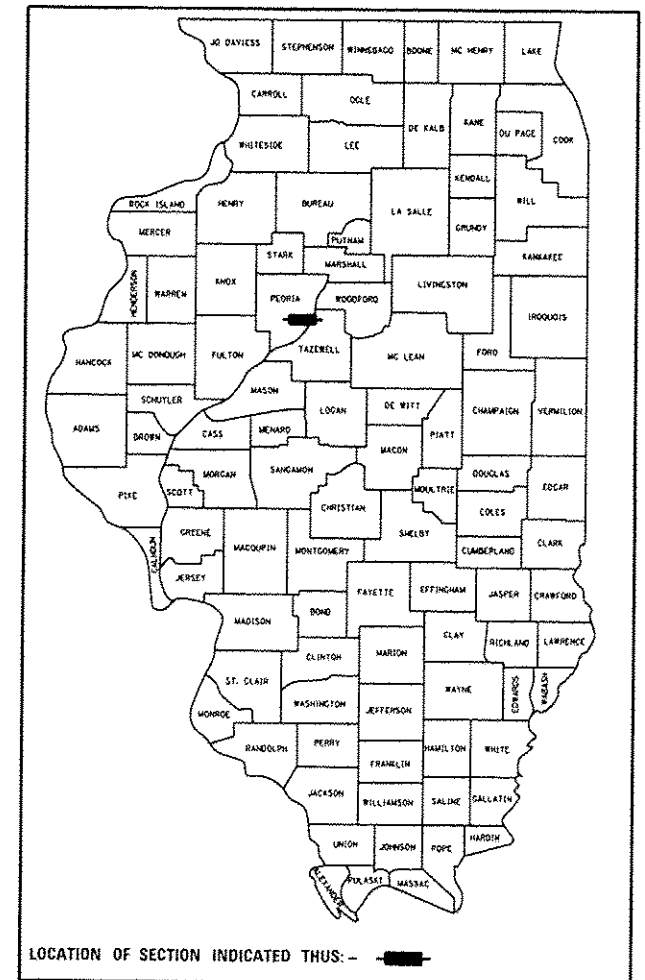 JO DAVIESS STEPHENSON WINNEBAGO BOONE MC HENRY LAKE
CARROLL OGLE DE KALB KANE DU PAGE COOK
WHITESIDE LEE
KENDALL WILL
ROCK ISLAND HENRY BUREAU LA SALLE GRUNDY
MERCER STARK PUTNAM KANKAKEE
MARSHALL
HENDERSON WARREN KNOX PEORIA WOODFORD LIVINGSTON IROQUOIS
HANCOCK MC DONOUGH FULTON TAZEWELL MC LEAN FORD
MASON
SCHUYLER LOGAN DE WITT CHAMPAIGN VERMILION
ADAMS BROWN CASS MENARD MACON PIATT
PIKE MORGAN SANGAMON DOUGLAS EDGAR
SCOTT CHRISTIAN MOULTRIE COLES
GREENE MACOUPIN MONTGOMERY SHELBY CUMBERLAND CLARK
CALHOUN JERSEY
FAYETTE EFFINGHAM JASPER CRAWFORD
MADISON BOND CLAY
RICHLAND LAWRENCE
CLINTON MARION
ST. CLAIR WAYNE EDWARDS WABASH
MONROE WASHINGTON JEFFERSON
RANDOLPH PERRY HAMILTON WHITE
FRANKLIN
JACKSON WILLIAMSON SALINE GALLATIN
UNION JOHNSON POPE HARDIN
ALEXANDER PULASKI MASSAC
LOCATION OF SECTION INDICATED THUS: -